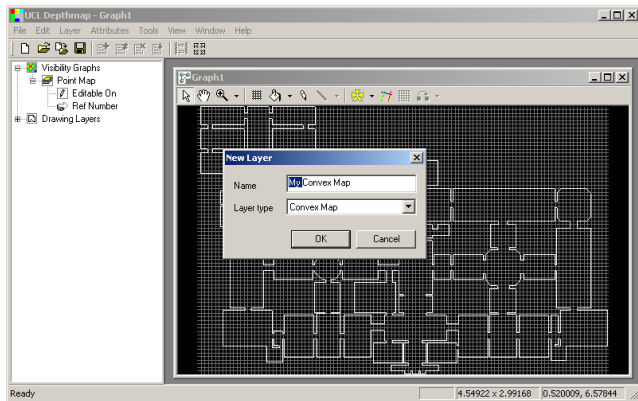 UCL Depthmap - Graph1
File Edit Layer Attributes Tools View Window Help
Visibility Graphs
Point Map
Editable On
Ref Number
Drawing Layers
Graph1
New Layer
Name
My Convex Map
Layer type
Convex Map
OK
Cancel
Ready
4.54922 x 2.99168
0.520009, 6.57844